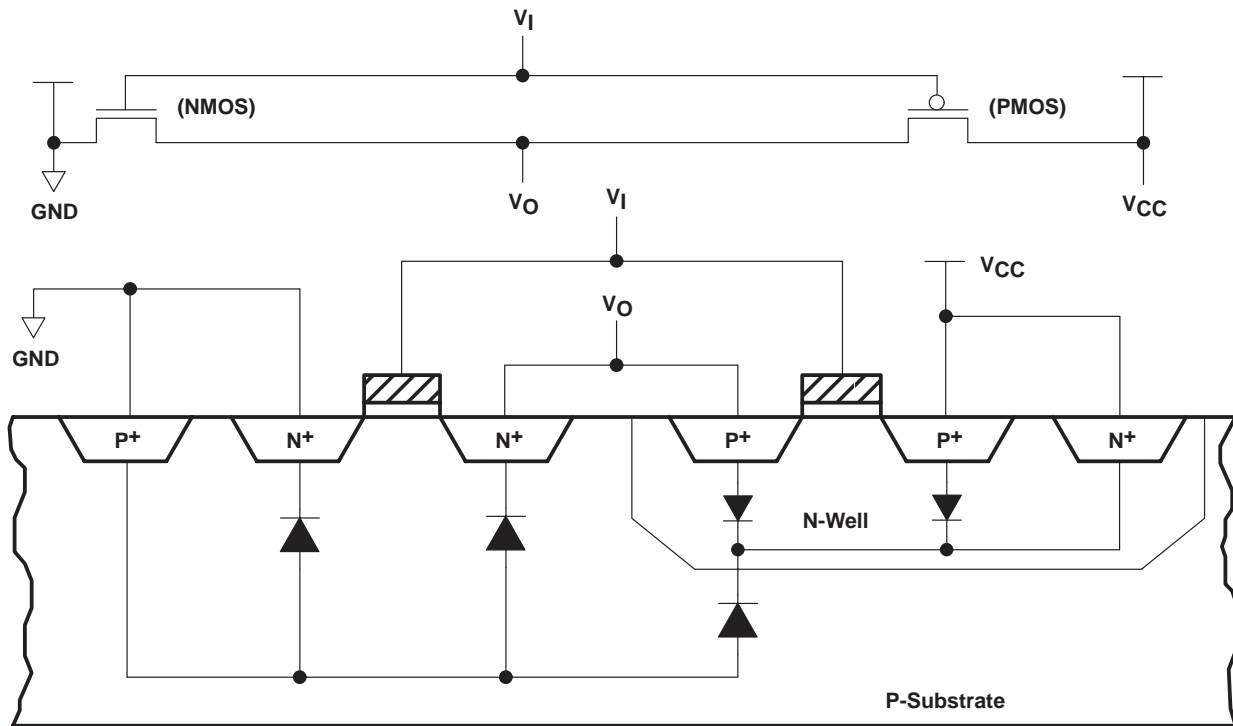 VI
(NMOS)
(PMOS)
GND
VO
VCC
VI
VCC
VO
GND
P+
N+
N+
P+
P+
N+
N-Well
P-Substrate